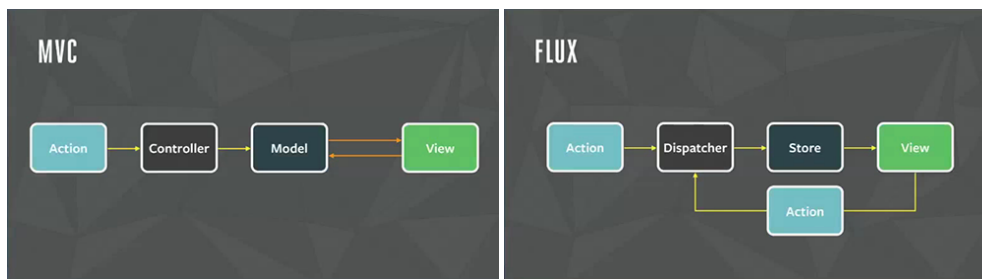 MVC
Action Controller Model View
FLUX
Action Dispatcher Store View
Action